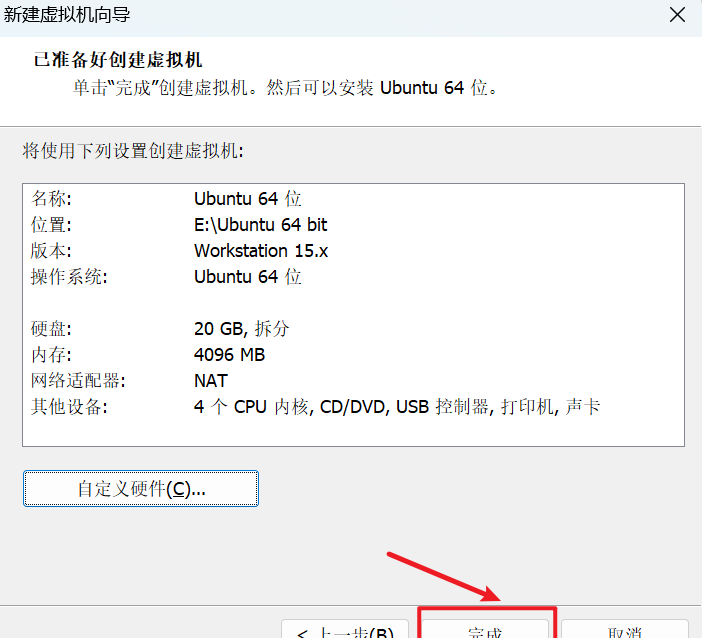 新建虚拟机向导
已准备好创建虚拟机
单击“完成”创建虚拟机。然后可以安装 Ubuntu 64 位。
将使用下列设置创建虚拟机:
名称: Ubuntu 64 位
位置: E:\Ubuntu 64 bit
版本: Workstation 15.x
操作系统: Ubuntu 64 位
硬盘: 20 GB, 拆分
内存: 4096 MB
网络适配器: NAT
其他设备: 4 个 CPU 内核, CD/DVD, USB 控制器, 打印机, 声卡
自定义硬件(C)...
< 上一步(B) 完成 取消